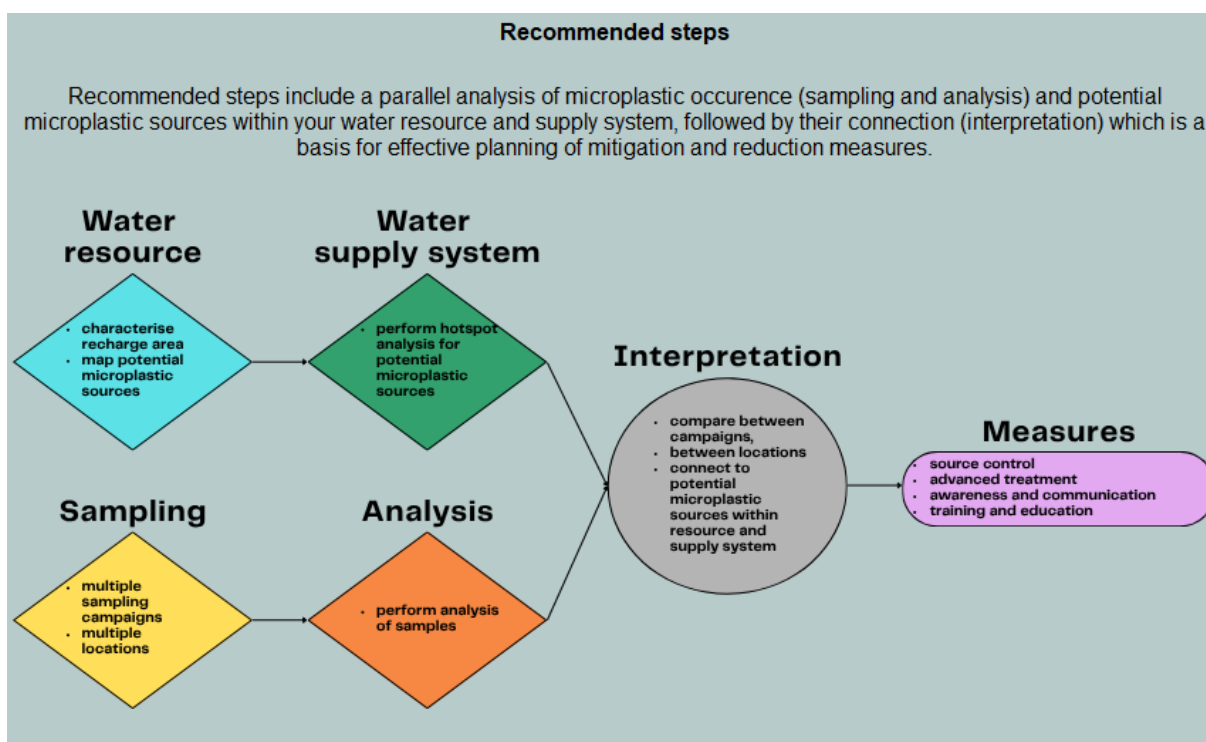 Recommended steps
Recommended steps include a parallel analysis of microplastic occurence (sampling and analysis) and potential
microplastic sources within your water resource and supply system, followed by their connection (interpretation) which is a
basis for effective planning of mitigation and reduction measures.
Water
resource
• characterise
recharge area
• map potential
microplastic
sources
Water
supply system
• perform hotspot
analysis for
potential
microplastic
sources
Sampling
• multiple
sampling
campaigns
• multiple
locations
Analysis
• perform analysis
of samples
Interpretation
• compare between
campaigns,
• between locations
• connect to
potential
microplastic
sources within
resource and
supply system
Measures
• source control
• advanced treatment
• awareness and communication
• training and education